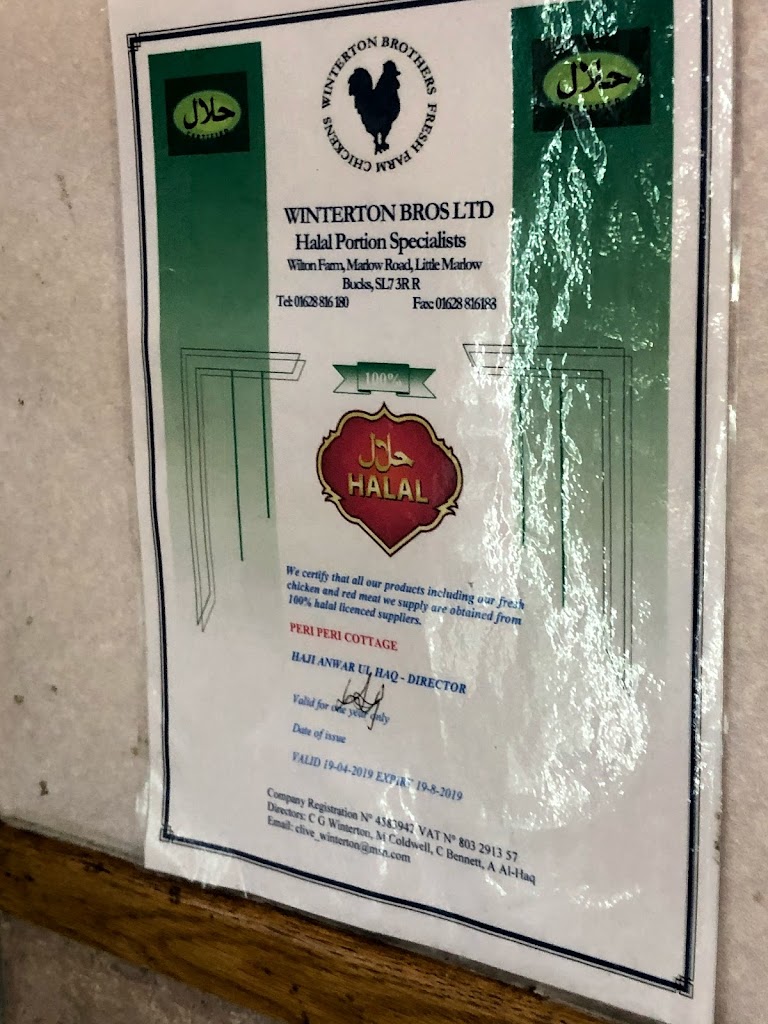 حلال
CERTIFIED
WINTERTON BROTHERS FRESH FARM CHICKENS
حلال
CERTIFIED
WINTERTON BROS LTD
Halal Portion Specialists
Wilton Farm, Marlow Road, Little Marlow
Bucks, SL7 3RR
Tel: 01628 816 180 Fax: 01628 816183
100%
حلال
HALAL
We certify that all our products including our fresh
chicken and red meat we supply are obtained from
100% halal licenced suppliers.
PERI PERI COTTAGE
HAJI ANWAR UL HAQ - DIRECTOR
Valid for one year only
Date of issue
VALID 19-04-2019 EXPIRE 19-8-2019
Company Registration Nº 4583942 VAT Nº 803 2913 57
Directors: C G Winterton, M Coldwell, C Bennett, A Al-Haq
Email: clive_winterton@msn.com